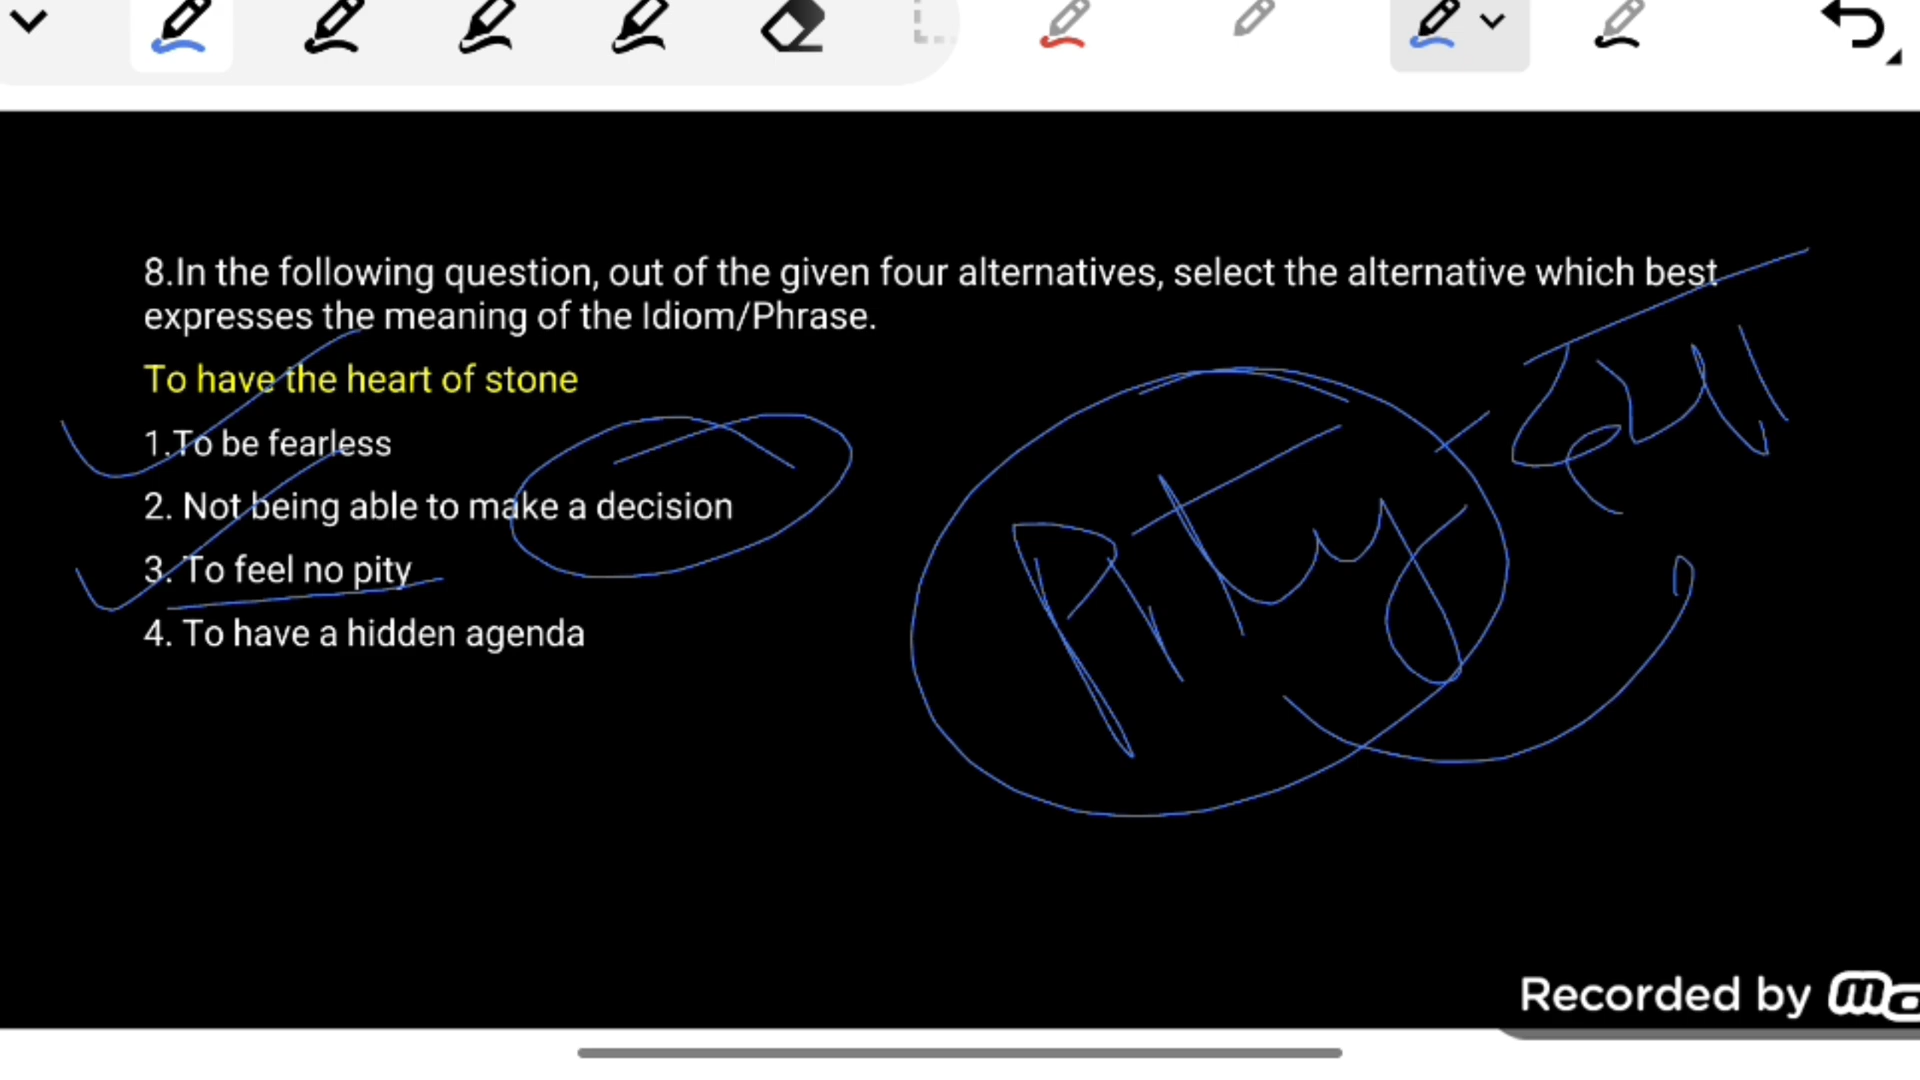 8.In the following question, out of the given four alternatives, select the alternative which best
expresses the meaning of the Idiom/Phrase.
To have the heart of stone
1.To be fearless
2. Not being able to make a decision
3. To feel no pity
4. To have a hidden agenda
Pity
Recorded by